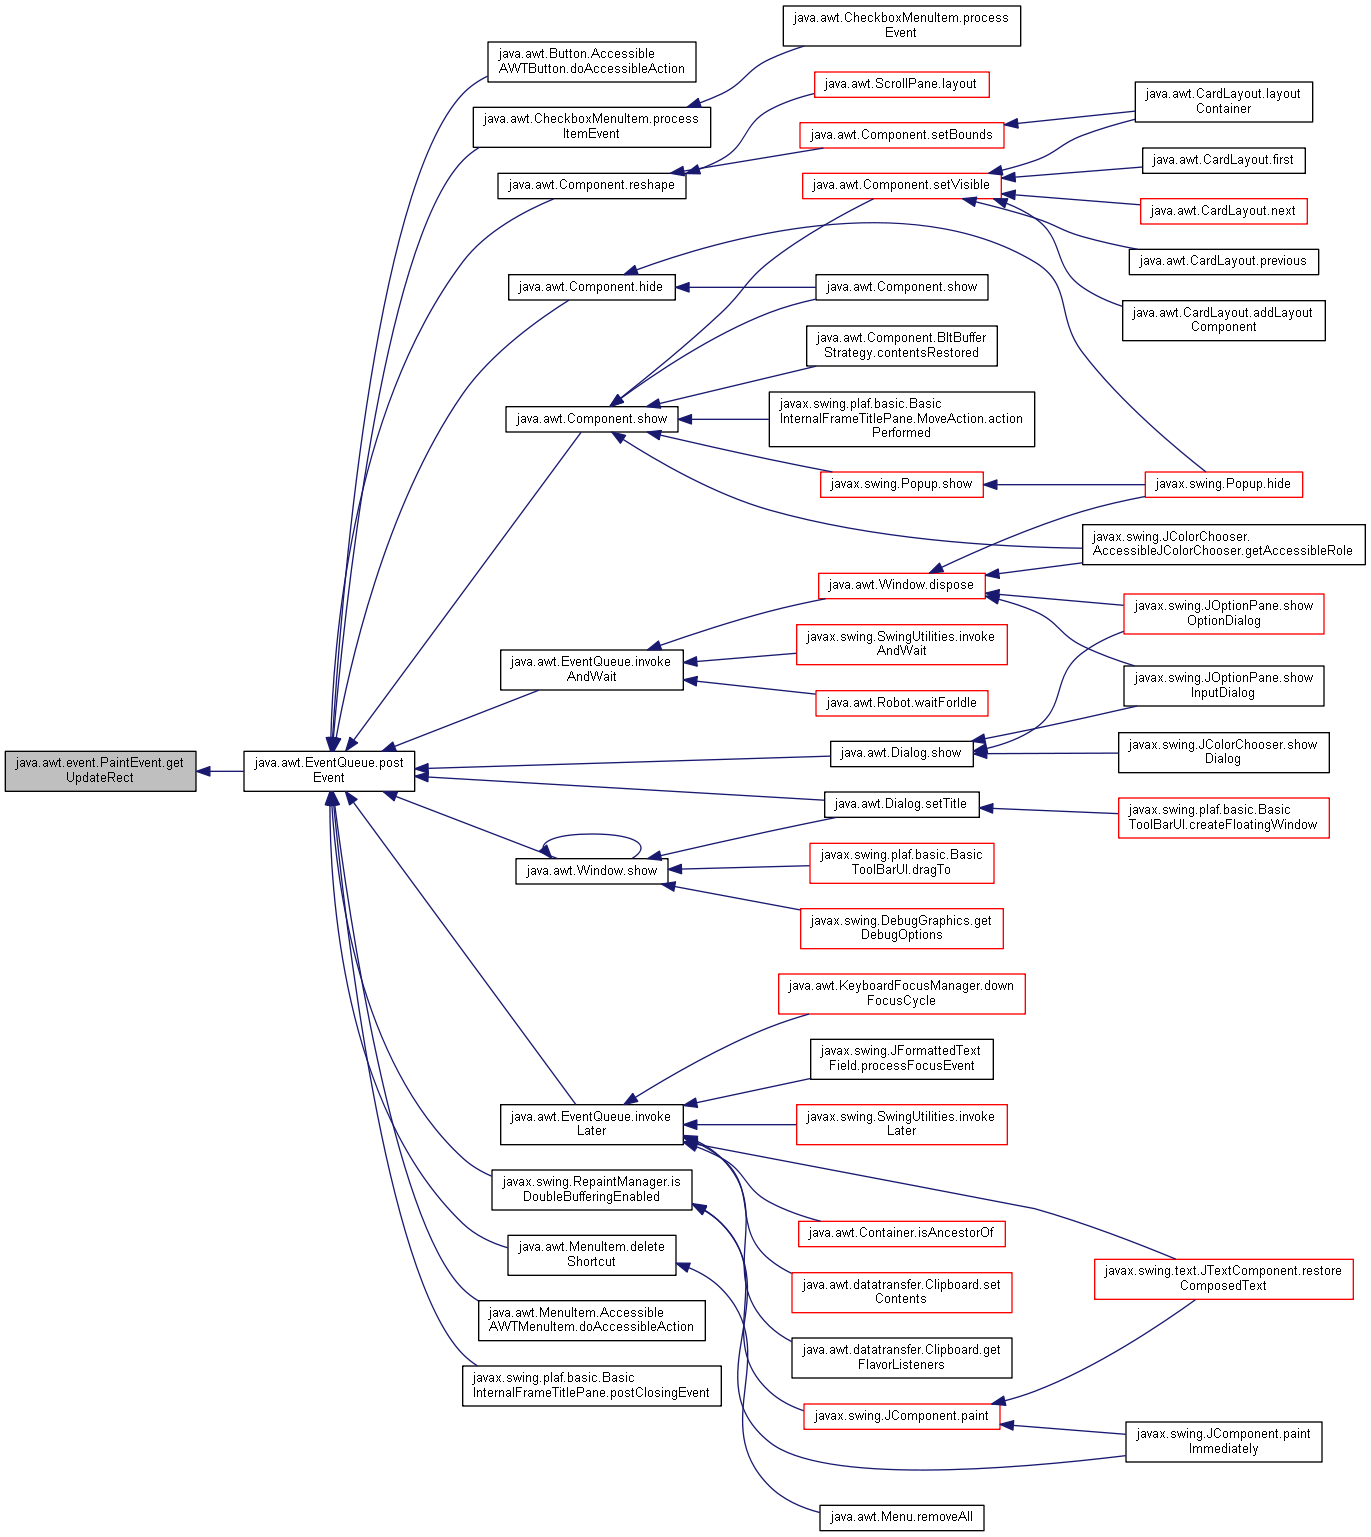 java.awt.event.PaintEvent.get
UpdateRect
java.awt.EventQueue.post
Event
java.awt.Button.Accessible
AWTButton.doAccessibleAction
java.awt.CheckboxMenuItem.process
ItemEvent
java.awt.Component.reshape
java.awt.Component.hide
java.awt.Component.show
java.awt.EventQueue.invoke
AndWait
java.awt.Window.show
java.awt.EventQueue.invoke
Later
javax.swing.RepaintManager.is
DoubleBufferingEnabled
java.awt.MenuItem.delete
Shortcut
java.awt.MenuItem.Accessible
AWTMenuItem.doAccessibleAction
javax.swing.plaf.basic.Basic
InternalFrameTitlePane.postClosingEvent
java.awt.CheckboxMenuItem.process
Event
java.awt.ScrollPane.layout
java.awt.Component.setBounds
java.awt.Component.setVisible
java.awt.Component.show
java.awt.Component.BltBuffer
Strategy.contentsRestored
javax.swing.plaf.basic.Basic
InternalFrameTitlePane.MoveAction.action
Performed
javax.swing.Popup.show
java.awt.Window.dispose
javax.swing.SwingUtilities.invoke
AndWait
java.awt.Robot.waitForIdle
java.awt.Dialog.show
java.awt.Dialog.setTitle
javax.swing.plaf.basic.Basic
ToolBarUI.dragTo
javax.swing.DebugGraphics.get
DebugOptions
java.awt.KeyboardFocusManager.down
FocusCycle
javax.swing.JFormattedText
Field.processFocusEvent
javax.swing.SwingUtilities.invoke
Later
java.awt.Container.isAncestorOf
java.awt.datatransfer.Clipboard.set
Contents
java.awt.datatransfer.Clipboard.get
FlavorListeners
javax.swing.JComponent.paint
java.awt.Menu.removeAll
java.awt.CardLayout.layout
Container
java.awt.CardLayout.first
java.awt.CardLayout.next
java.awt.CardLayout.previous
java.awt.CardLayout.addLayout
Component
javax.swing.Popup.hide
javax.swing.JColorChooser.
AccessibleJColorChooser.getAccessibleRole
javax.swing.JOptionPane.show
OptionDialog
javax.swing.JOptionPane.show
InputDialog
javax.swing.JColorChooser.show
Dialog
javax.swing.plaf.basic.Basic
ToolBarUI.createFloatingWindow
javax.swing.text.JTextComponent.restore
ComposedText
javax.swing.JComponent.paint
Immediately